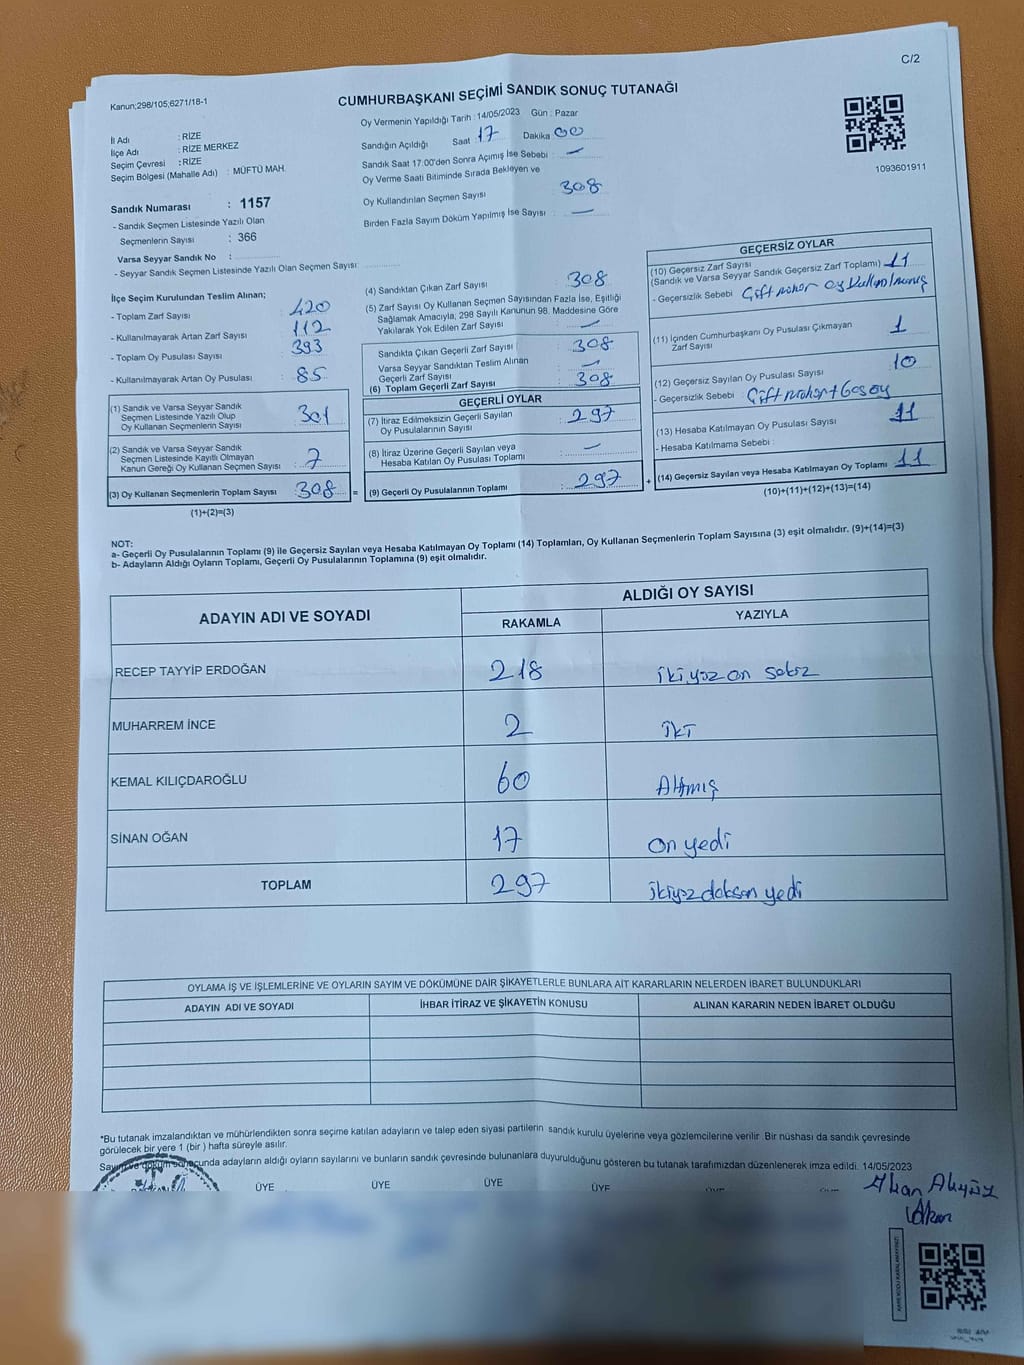 C/2
Kanun;298/105;6271/18-1
CUMHURBAŞKANI SEÇİMİ SANDIK SONUÇ TUTANAĞI
Oy Vermenin Yapıldığı Tarih : 14/05/2023 Gün : Pazar
İl Adı : RİZE
İlçe Adı : RİZE MERKEZ
Seçim Çevresi : RİZE
Seçim Bölgesi (Mahalle Adı) : MÜFTÜ MAH.
Sandığın Açıldığı Saat 17 Dakika 00
Sandık Saat 17:00'den Sonra Açımış İse Sebebi : —
Oy Verme Saati Bitiminde Sırada Bekleyen ve
Oy Kullandırılan Seçmen Sayısı 308
Birden Fazla Sayım Döküm Yapılmış İse Sayısı : —
1093601911
Sandık Numarası : 1157
- Sandık Seçmen Listesinde Yazılı Olan
Seçmenlerin Sayısı : 366
Varsa Seyyar Sandık No :
- Seyyar Sandık Seçmen Listesinde Yazılı Olan Seçmen Sayısı:
İlçe Seçim Kurulundan Teslim Alınan;
- Toplam Zarf Sayısı : 420
- Kullanılmayarak Artan Zarf Sayısı : 112
- Toplam Oy Pusulası Sayısı : 393
- Kullanılmayarak Artan Oy Pusulası : 85
(1) Sandık ve Varsa Seyyar Sandık
Seçmen Listesinde Yazılı Olup
Oy Kullanan Seçmenlerin Sayısı : 301
(2) Sandık ve Varsa Seyyar Sandık
Seçmen Listesinde Kayıtlı Olmayan
Kanun Gereği Oy Kullanan Seçmen Sayısı : 7
(3) Oy Kullanan Seçmenlerin Toplam Sayısı : 308 =
(1)+(2)=(3)
(4) Sandıktan Çıkan Zarf Sayısı : 308
(5) Zarf Sayısı Oy Kullanan Seçmen Sayısından Fazla İse, Eşitliği
Sağlamak Amacıyla; 298 Sayılı Kanunun 98. Maddesine Göre
Yakılarak Yok Edilen Zarf Sayısı : —
Sandıkta Çıkan Geçerli Zarf Sayısı : 308
Varsa Seyyar Sandıktan Teslim Alınan
Geçerli Zarf Sayısı : —
(6) Toplam Geçerli Zarf Sayısı : 308
GEÇERLİ OYLAR
(7) İtiraz Edilmeksizin Geçerli Sayılan
Oy Pusulalarının Sayısı : 297
(8) İtiraz Üzerine Geçerli Sayılan veya
Hesaba Katılan Oy Pusulası Toplamı : —
(9) Geçerli Oy Pusulalarının Toplamı : 297 +
GEÇERSİZ OYLAR
(10) Geçersiz Zarf Sayısı
(Sandık ve Varsa Seyyar Sandık Geçersiz Zarf Toplamı) 11
- Geçersizlik Sebebi : Çift mühür oy kullanılmış
(11) İçinden Cumhurbaşkanı Oy Pusulası Çıkmayan
Zarf Sayısı : 1
(12) Geçersiz Sayılan Oy Pusulası Sayısı : 10
- Geçersizlik Sebebi : Çift mühür+boş oy
(13) Hesaba Katılmayan Oy Pusulası Sayısı : 11
- Hesaba Katılmama Sebebi :
(14) Geçersiz Sayılan veya Hesaba Katılmayan Oy Toplamı : 11
(10)+(11)+(12)+(13)=(14)
NOT:
a- Geçerli Oy Pusulalarının Toplamı (9) ile Geçersiz Sayılan veya Hesaba Katılmayan Oy Toplamı (14) Toplamları, Oy Kullanan Seçmenlerin Toplam Sayısına (3) eşit olmalıdır. (9)+(14)=(3)
b- Adayların Aldığı Oyların Toplamı, Geçerli Oy Pusulalarının Toplamına (9) eşit olmalıdır.
ADAYIN ADI VE SOYADI ALDIĞI OY SAYISI
RAKAMLA YAZIYLA
RECEP TAYYİP ERDOĞAN 218 ikiyüz on sekiz
MUHARREM İNCE 2 iki
KEMAL KILIÇDAROĞLU 60 Altmış
SİNAN OĞAN 17 on yedi
TOPLAM 297 ikiyüz doksan yedi
OYLAMA İŞ VE İŞLEMLERİNE VE OYLARIN SAYIM VE DÖKÜMÜNE DAİR ŞİKAYETLERLE BUNLARA AİT KARARLARIN NELERDEN İBARET BULUNDUKLARI
ADAYIN ADI VE SOYADI İHBAR İTİRAZ VE ŞİKAYETİN KONUSU ALINAN KARARIN NEDEN İBARET OLDUĞU
*Bu tutanak imzalandıktan ve mühürlendikten sonra seçime katılan adayların ve talep eden siyasi partilerin sandık kurulu üyelerine veya gözlemcilerine verilir. Bir nüshası da sandık çevresinde
görülecek bir yere 1 (bir) hafta süreyle asılır.
Sayım ve döküm sonucunda adayların aldığı oyların sayılarını ve bunların sandık çevresinde bulunanlara duyurulduğunu gösteren bu tutanak tarafımızdan düzenlenerek imza edildi. 14/05/2023
ÜYE ÜYE ÜYE ÜYE